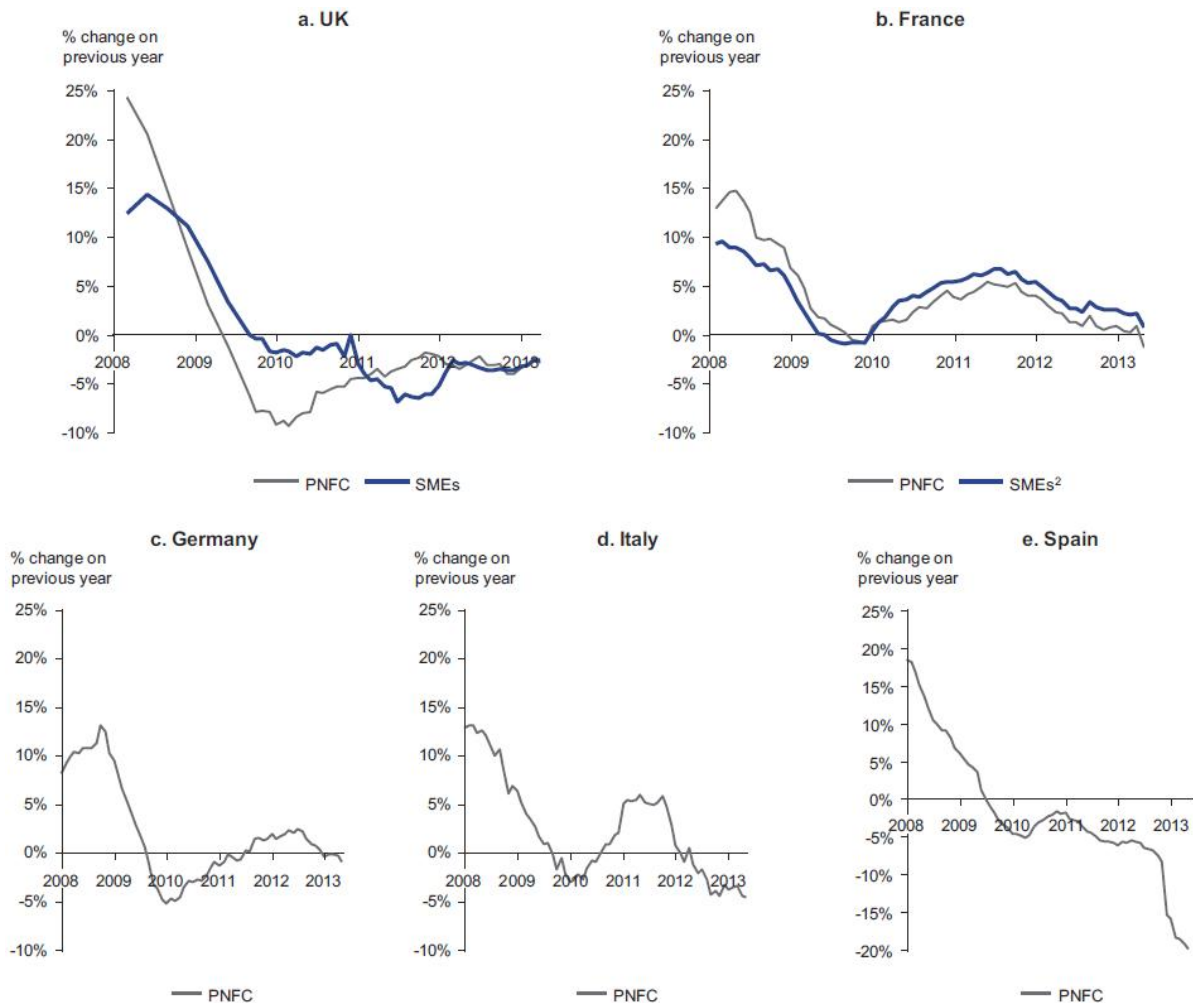 a. UK
% change on
previous year
25%
20%
15%
10%
5%
0%
-5%
-10%
2008 2009 2010 2011 2012 2013
PNFC SMEs
b. France
% change on
previous year
25%
20%
15%
10%
5%
0%
-5%
-10%
2008 2009 2010 2011 2012 2013
PNFC SMEs²
c. Germany
% change on
previous year
25%
20%
15%
10%
5%
0%
-5%
-10%
2008 2009 2010 2011 2012 2013
PNFC
d. Italy
% change on
previous year
25%
20%
15%
10%
5%
0%
-5%
-10%
2008 2009 2010 2011 2012 2013
PNFC
e. Spain
% change on
previous year
25%
20%
15%
10%
5%
0%
-5%
-10%
-15%
-20%
2008 2009 2010 2011 2012 2013
PNFC